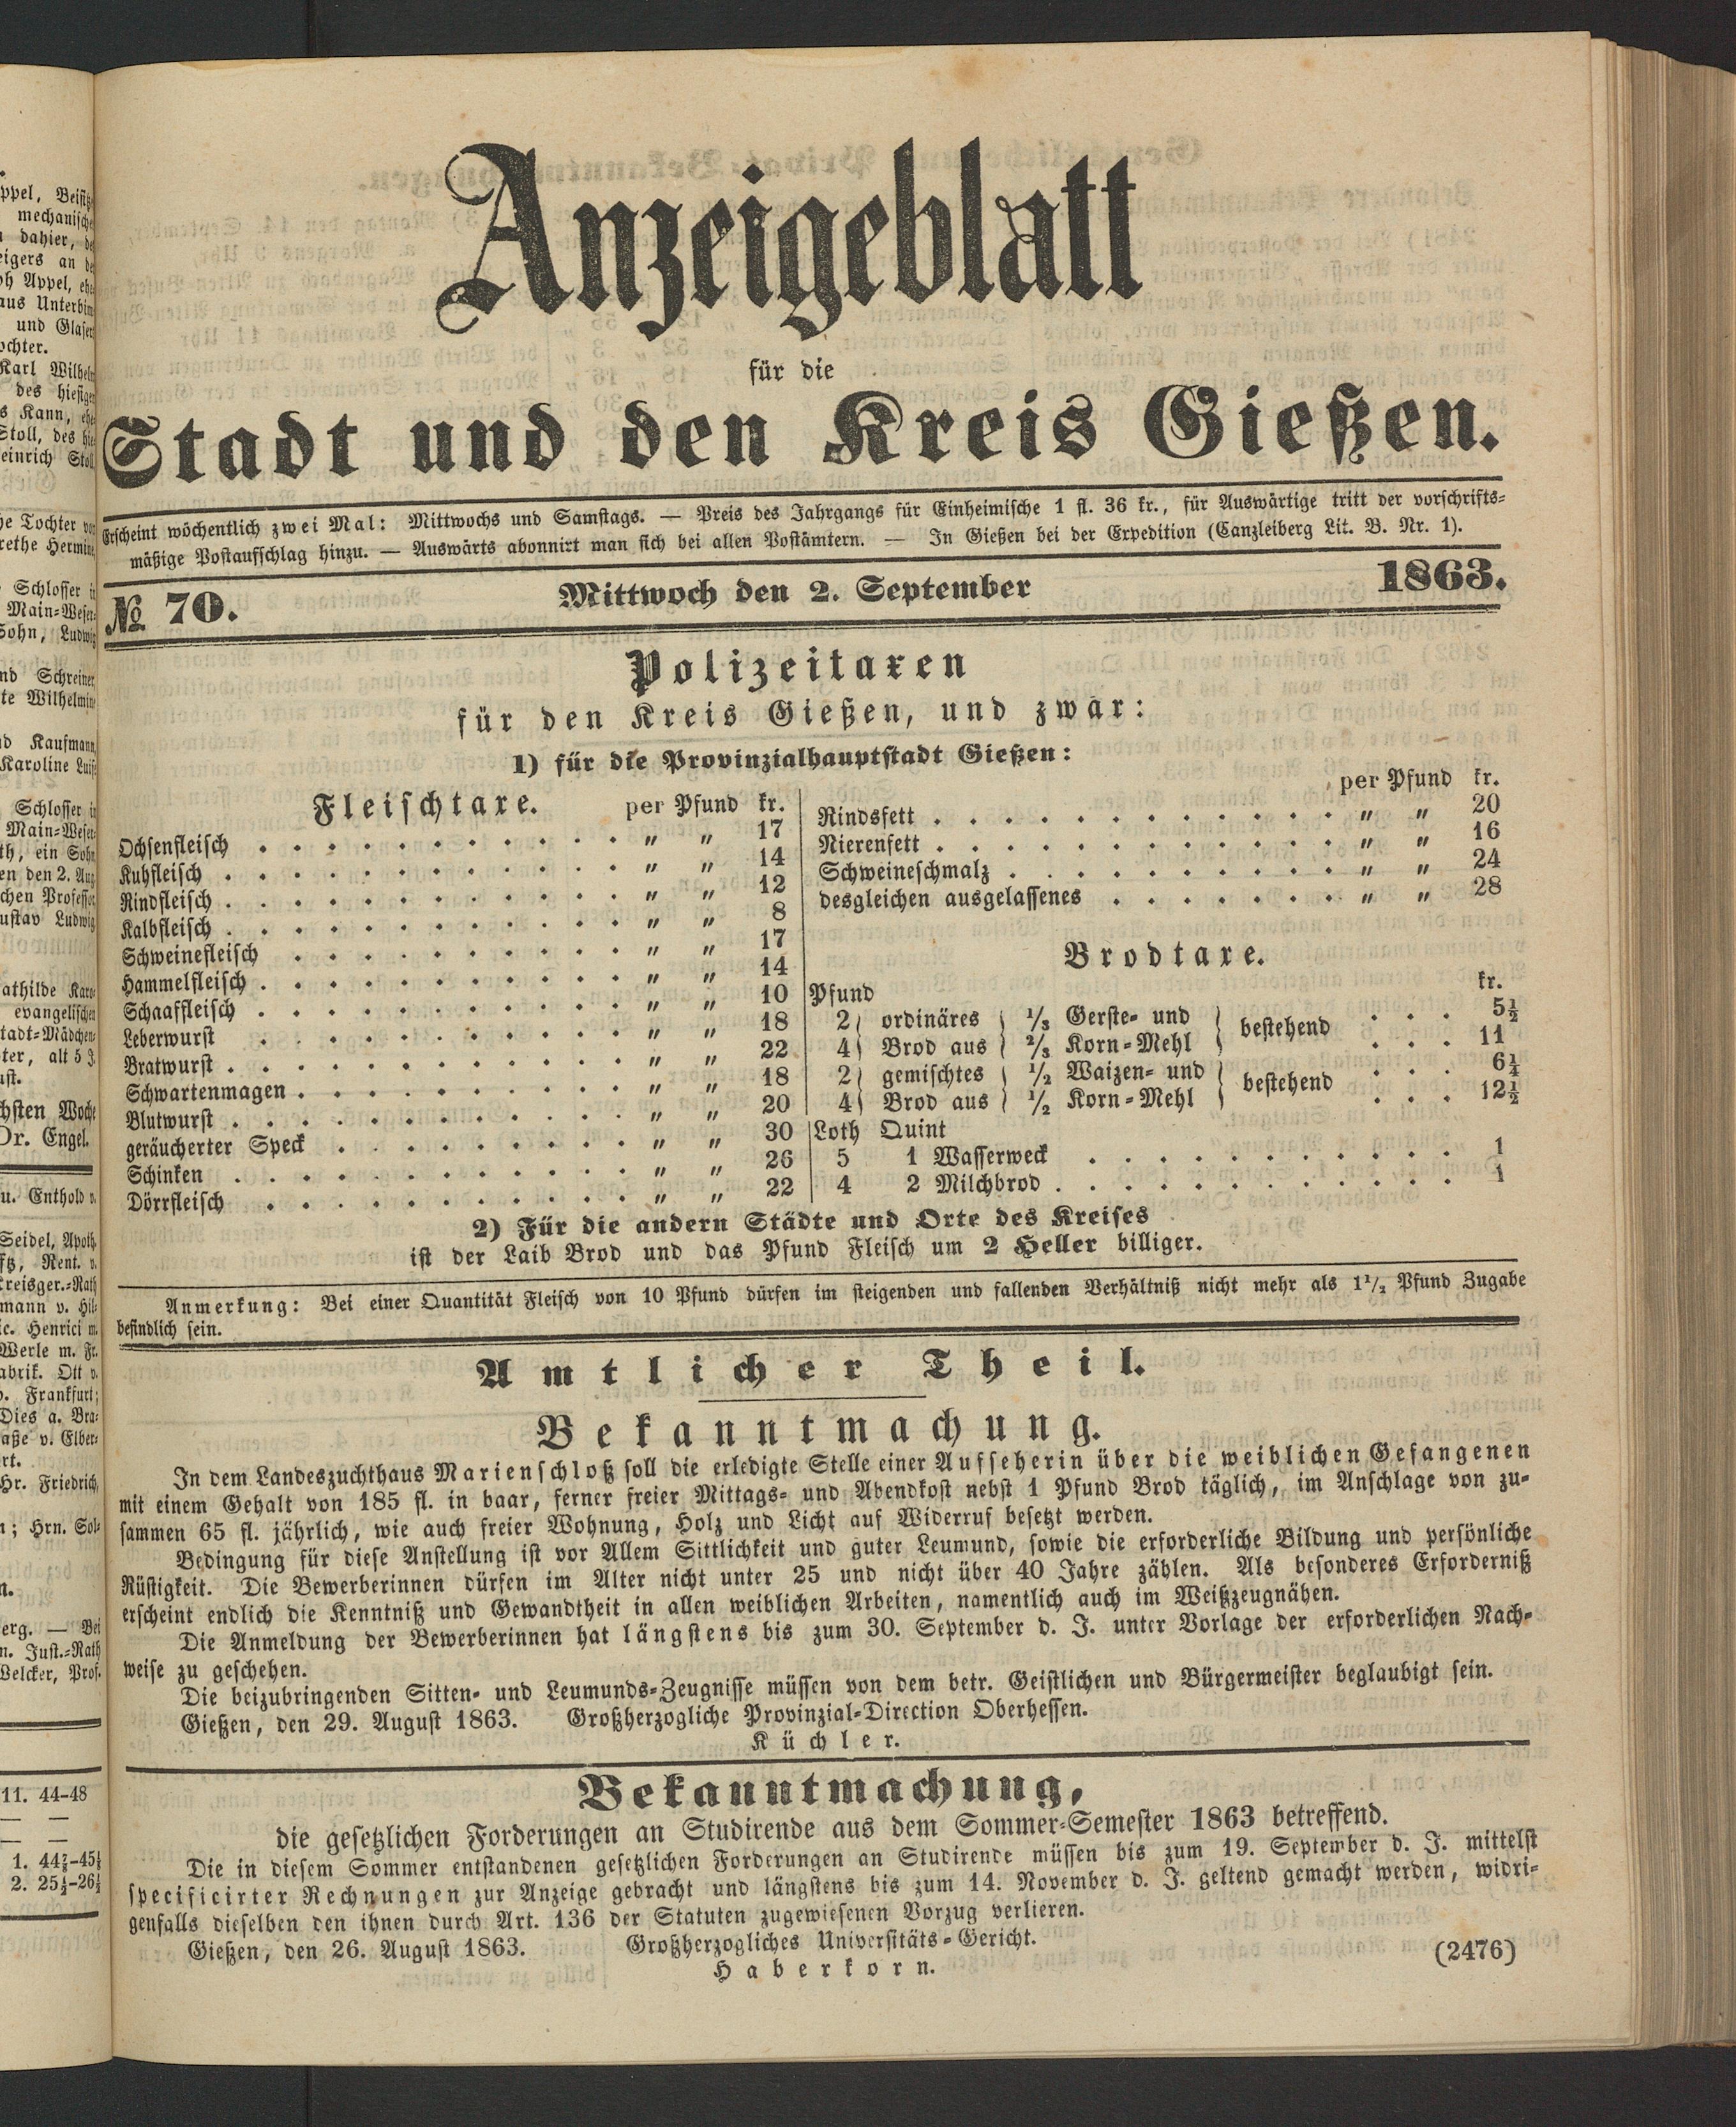 Anzeigeblatt
für die
Stadt und den Kreis Gießen.
Erscheint wöchentlich zwei Mal: Mittwochs und Samstags. — Preis des Jahrgangs für Einheimische 1 fl. 36 kr., für Auswärtige tritt der vorschrifts-
mäßige Postaufschlag hinzu. — Auswärts abonnirt man sich bei allen Postämtern. — In Gießen bei der Expedition (Canzleiberg Lit. B. Nr. 1).
№ 70. Mittwoch den 2. September 1863.
Polizeitaxen
für den Kreis Gießen, und zwar:
1) für die Provinzialhauptstadt Gießen:
Fleischtaxe. per Pfund kr.
Ochsenfleisch . . . . . . . . . . . „ „ 17
Kuhfleisch . . . . . . . . . . . . „ „ 14
Rindfleisch . . . . . . . . . . . . „ „ 12
Kalbfleisch . . . . . . . . . . . . „ „ 8
Schweinefleisch . . . . . . . . . . „ „ 17
Hammelfleisch . . . . . . . . . . . „ „ 14
Schaaffleisch . . . . . . . . . . . „ „ 10
Leberwurst . . . . . . . . . . . „ „ 18
Bratwurst . . . . . . . . . . . . „ „ 22
Schwartenmagen . . . . . . . . . . „ „ 18
Blutwurst . . . . . . . . . . . . „ „ 20
geräucherter Speck . . . . . . . . . „ „ 30
Schinken . . . . . . . . . . . . „ „ 26
Dörrfleisch . . . . . . . . . . . „ „ 22
per Pfund kr.
Rindsfett . . . . . . . . . . . . „ „ 20
Nierenfett . . . . . . . . . . . . „ „ 16
Schweineschmalz . . . . . . . . . . „ „ 24
desgleichen ausgelassenes . . . . . . . „ „ 28
Brodtaxe.
Pfund kr.
2 ordinäres 1/3 Gerste- und bestehend . . . 5½
4 Brod aus 2/3 Korn-Mehl . . . 11
2 gemischtes 1/2 Waizen- und bestehend . . . 6¼
4 Brod aus 1/2 Korn-Mehl . . . 12½
Loth Quint
5 1 Wasserweck . . . . . . . . . . . 1
4 2 Milchbrod . . . . . . . . . . . . 1
2) Für die andern Städte und Orte des Kreises
ist der Laib Brod und das Pfund Fleisch um 2 Heller billiger.
Anmerkung: Bei einer Quantität Fleisch von 10 Pfund dürfen im steigenden und fallenden Verhältniß nicht mehr als 1½ Pfund Zugabe
befindlich sein.
Amtlicher Theil.
Bekanntmachung.
In dem Landeszuchthaus Marienschloß soll die erledigte Stelle einer Aufseherin über die weiblichen Gefangenen
mit einem Gehalt von 185 fl. in baar, ferner freier Mittags- und Abendkost nebst 1 Pfund Brod täglich, im Anschlage von zu-
sammen 65 fl. jährlich, wie auch freier Wohnung, Holz und Licht auf Widerruf besetzt werden.
Bedingung für diese Anstellung ist vor Allem Sittlichkeit und guter Leumund, sowie die erforderliche Bildung und persönliche
Rüstigkeit. Die Bewerberinnen dürfen im Alter nicht unter 25 und nicht über 40 Jahre zählen. Als besonderes Erforderniß
erscheint endlich die Kenntniß und Gewandtheit in allen weiblichen Arbeiten, namentlich auch im Weißzeugnähen.
Die Anmeldung der Bewerberinnen hat längstens bis zum 30. September d. J. unter Vorlage der erforderlichen Nach-
weise zu geschehen.
Die beizubringenden Sitten- und Leumunds-Zeugnisse müssen von dem betr. Geistlichen und Bürgermeister beglaubigt sein.
Gießen, den 29. August 1863. Großherzogliche Provinzial-Direction Oberhessen.
Küchler.
Bekanntmachung,
die gesetzlichen Forderungen an Studirende aus dem Sommer-Semester 1863 betreffend.
Die in diesem Sommer entstandenen gesetzlichen Forderungen an Studirende müssen bis zum 19. September d. J. mittelst
specificirter Rechnungen zur Anzeige gebracht und längstens bis zum 14. November d. J. geltend gemacht werden, widri-
genfalls dieselben den ihnen durch Art. 136 der Statuten zugewiesenen Vorzug verlieren.
Gießen, den 26. August 1863. Großherzogliches Universitäts-Gericht.
Haberkorn. (2476)